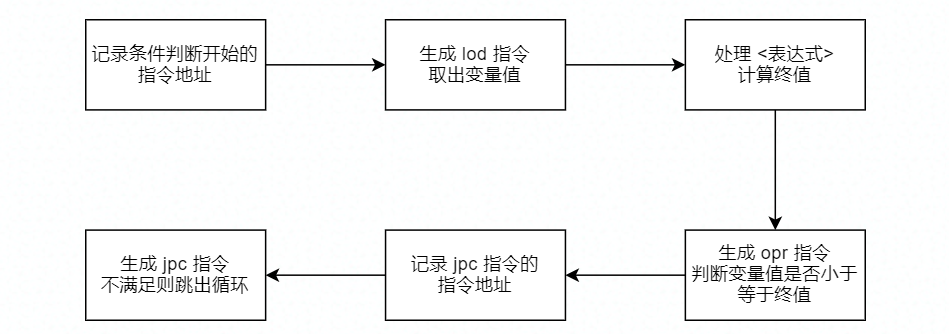 记录条件判断开始的
指令地址
生成 lod 指令
取出变量值
处理 <表达式>
计算终值
生成 opr 指令
判断变量值是否小于
等于终值
记录 jpc 指令的
指令地址
生成 jpc 指令
不满足则跳出循环